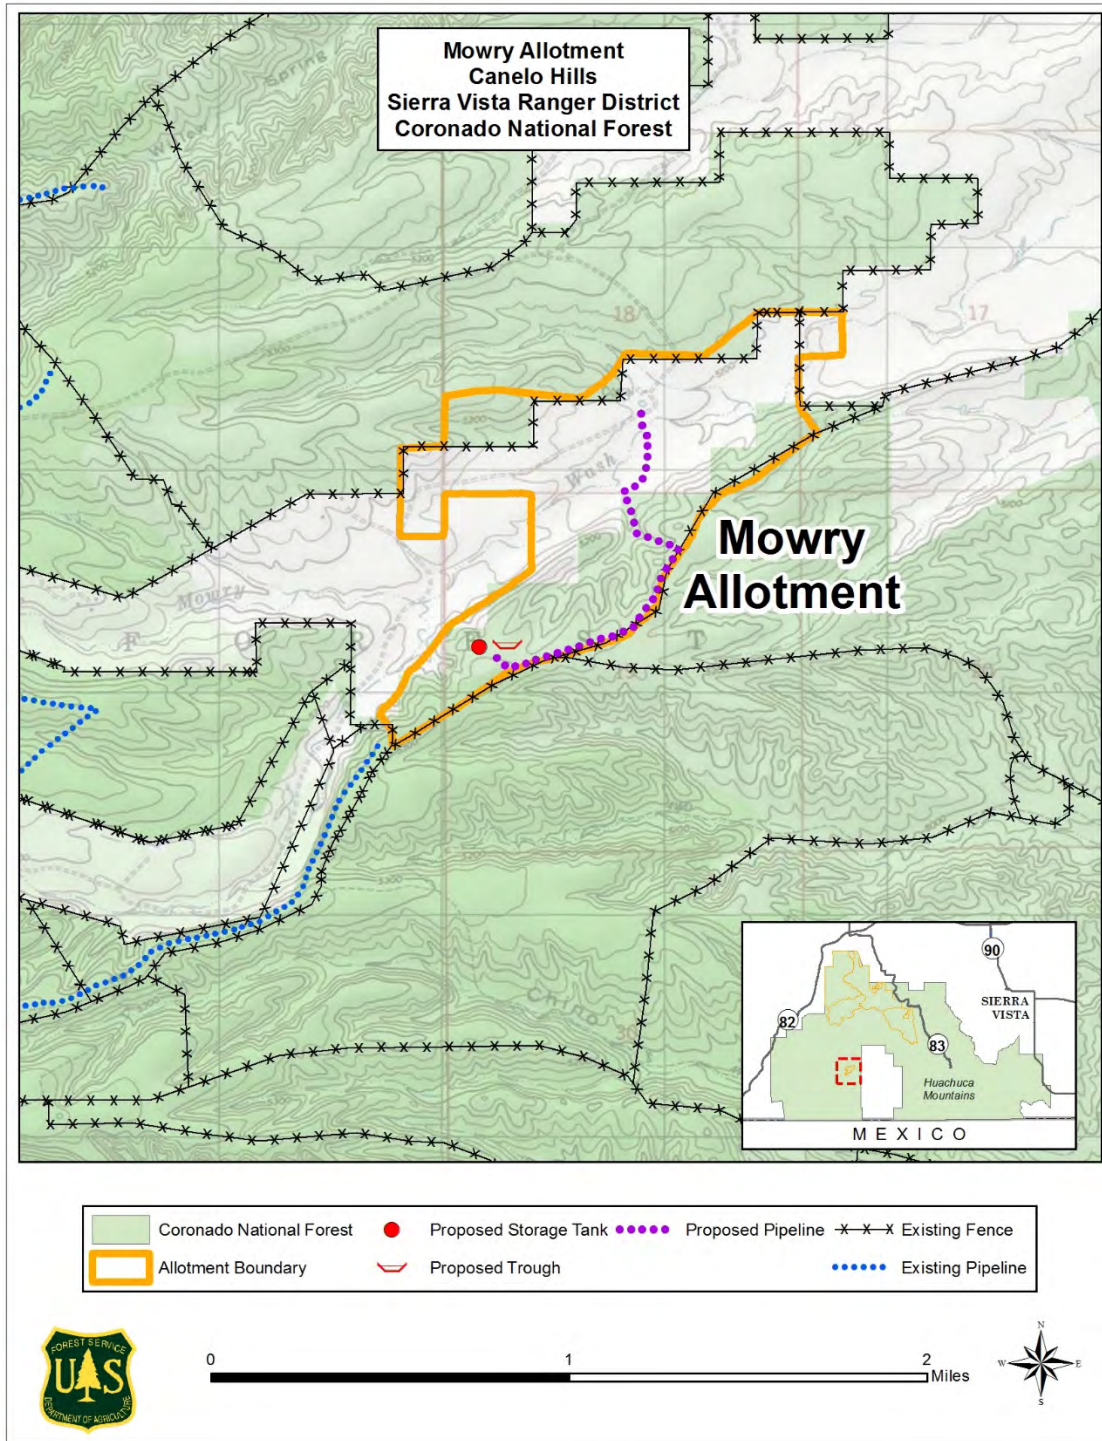 Mowry Allotment
Canelo Hills
Sierra Vista Ranger District
Coronado National Forest
Spring
18
17
5200
Wash
Mowry
Allotment
Mowry
F O R E S T
90
SIERRA
VISTA
82
83
Huachuca
Mountains
MEXICO
Coronado National Forest
Proposed Storage Tank
Proposed Pipeline
Existing Fence
Allotment Boundary
Proposed Trough
Existing Pipeline
FOREST SERVICE
U S
DEPARTMENT OF AGRICULTURE
0
1
2
Miles
N
W
E
S